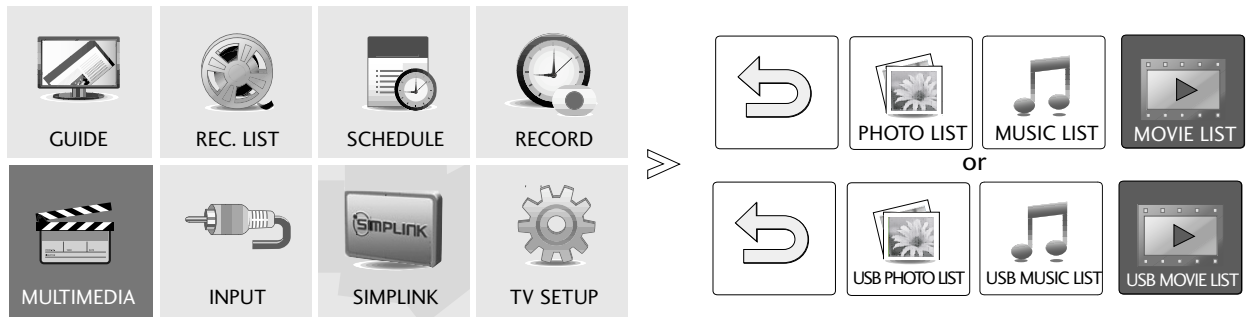 GUIDE REC. LIST SCHEDULE RECORD
SIMPLINK
MULTIMEDIA INPUT SIMPLINK TV SETUP
PHOTO LIST MUSIC LIST MOVIE LIST
or
USB PHOTO LIST USB MUSIC LIST USB MOVIE LIST